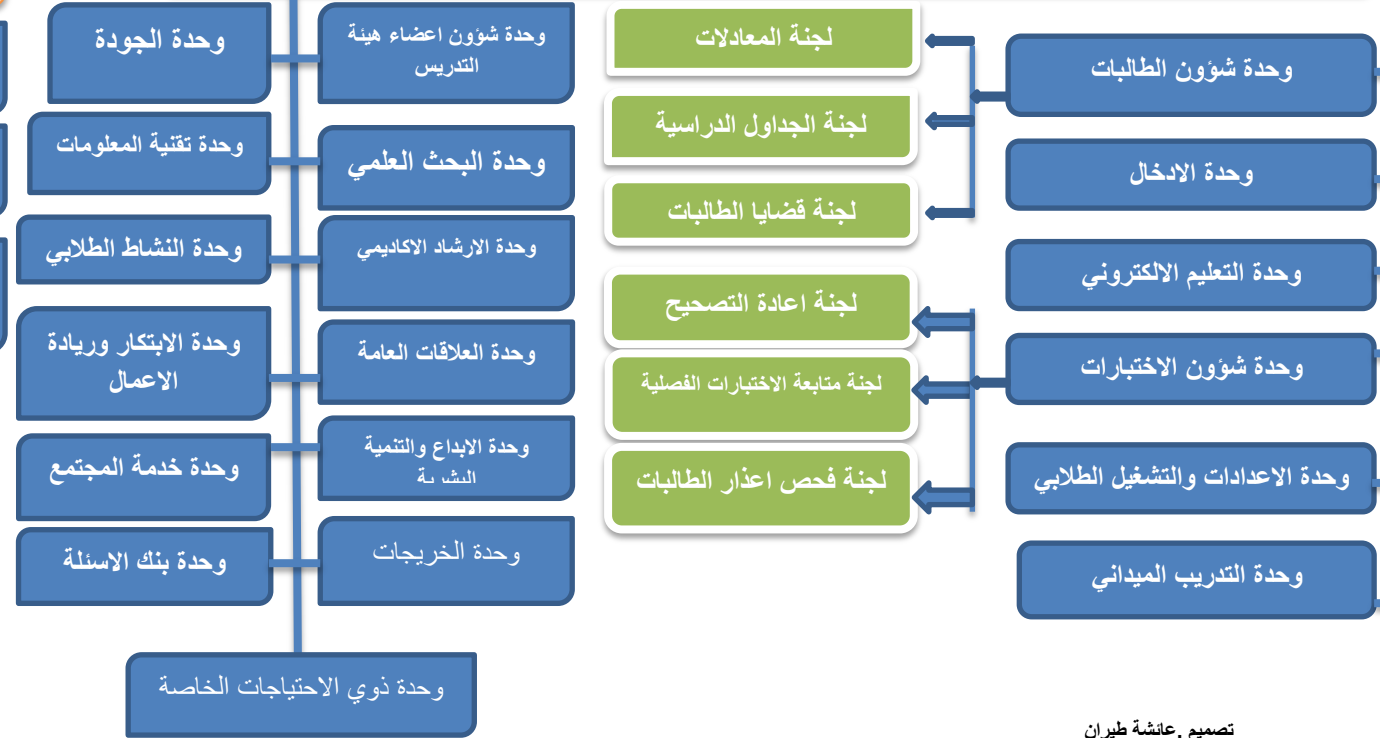 وحدة شؤون الطالبات
وحدة الادخال
وحدة التعليم الالكتروني
وحدة شؤون الاختبارات
وحدة الاعدادات والتشغيل الطلابي
وحدة التدريب الميداني
لجنة المعادلات
لجنة الجداول الدراسية
لجنة قضايا الطالبات
لجنة اعادة التصحيح
لجنة متابعة الاختبارات الفصلية
لجنة فحص اعذار الطالبات
وحدة شؤون اعضاء هيئة
التدريس
وحدة البحث العلمي
وحدة الارشاد الاكاديمي
وحدة العلاقات العامة
وحدة الابداع والتنمية
البشرية
وحدة الخريجات
وحدة الجودة
وحدة تقنية المعلومات
وحدة النشاط الطلابي
وحدة الابتكار وريادة
الاعمال
وحدة خدمة المجتمع
وحدة بنك الاسئلة
وحدة ذوي الاحتياجات الخاصة
تصميم .عائشة طيران